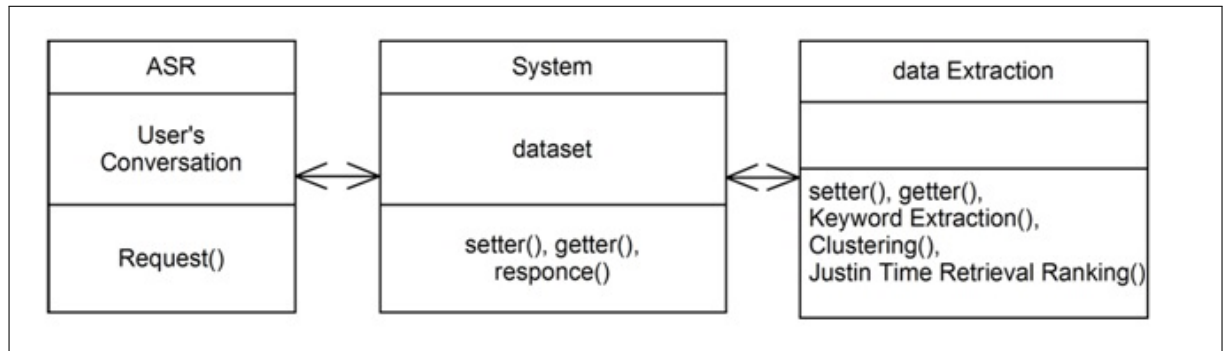 ASR
User's
Conversation
Request()
System
dataset
setter(), getter(),
responce()
data Extraction
setter(), getter(),
Keyword Extraction(),
Clustering(),
Justin Time Retrieval Ranking()